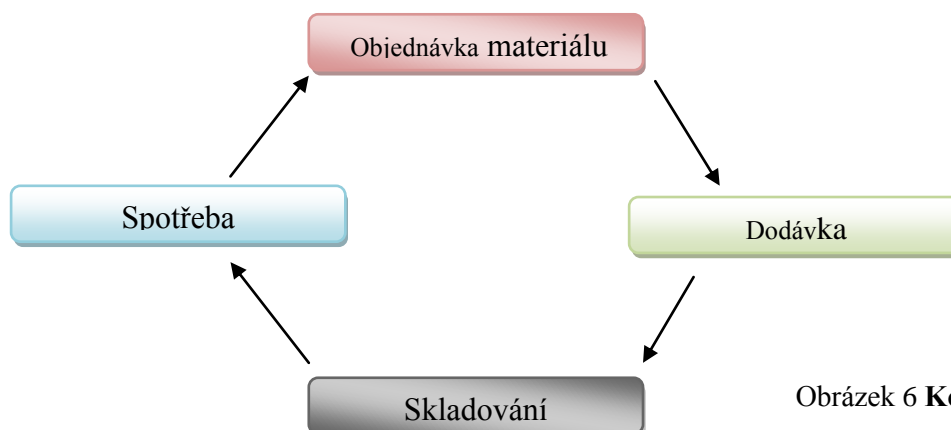 Objednávka materiálu
Spotřeba
Dodávka
Skladování
Obrázek 6